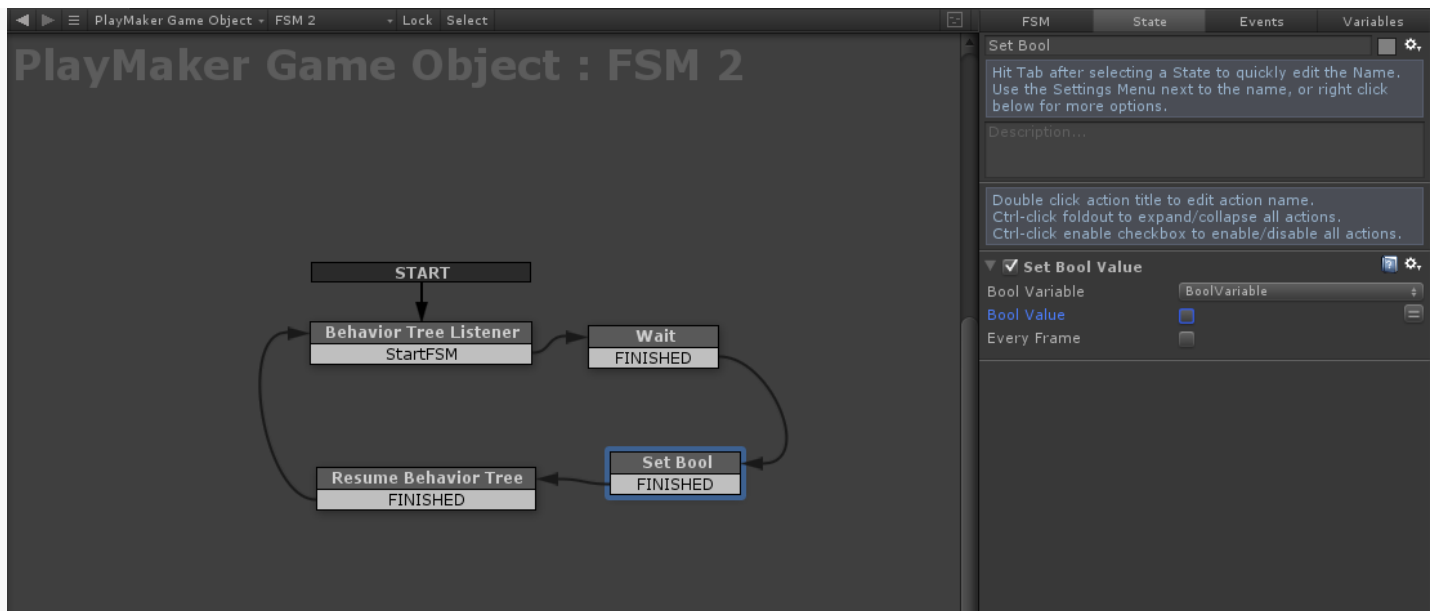 PlayMaker Game Object FSM 2 Lock Select
PlayMaker Game Object : FSM 2
START
Behavior Tree Listener
StartFSM
Wait
FINISHED
Set Bool
FINISHED
Resume Behavior Tree
FINISHED
FSM State Events Variables
Set Bool
Hit Tab after selecting a State to quickly edit the Name.
Use the Settings Menu next to the name, or right click
below for more options.
Description...
Double click action title to edit action name.
Ctrl-click foldout to expand/collapse all actions.
Ctrl-click enable checkbox to enable/disable all actions.
Set Bool Value
Bool Variable BoolVariable
Bool Value
Every Frame